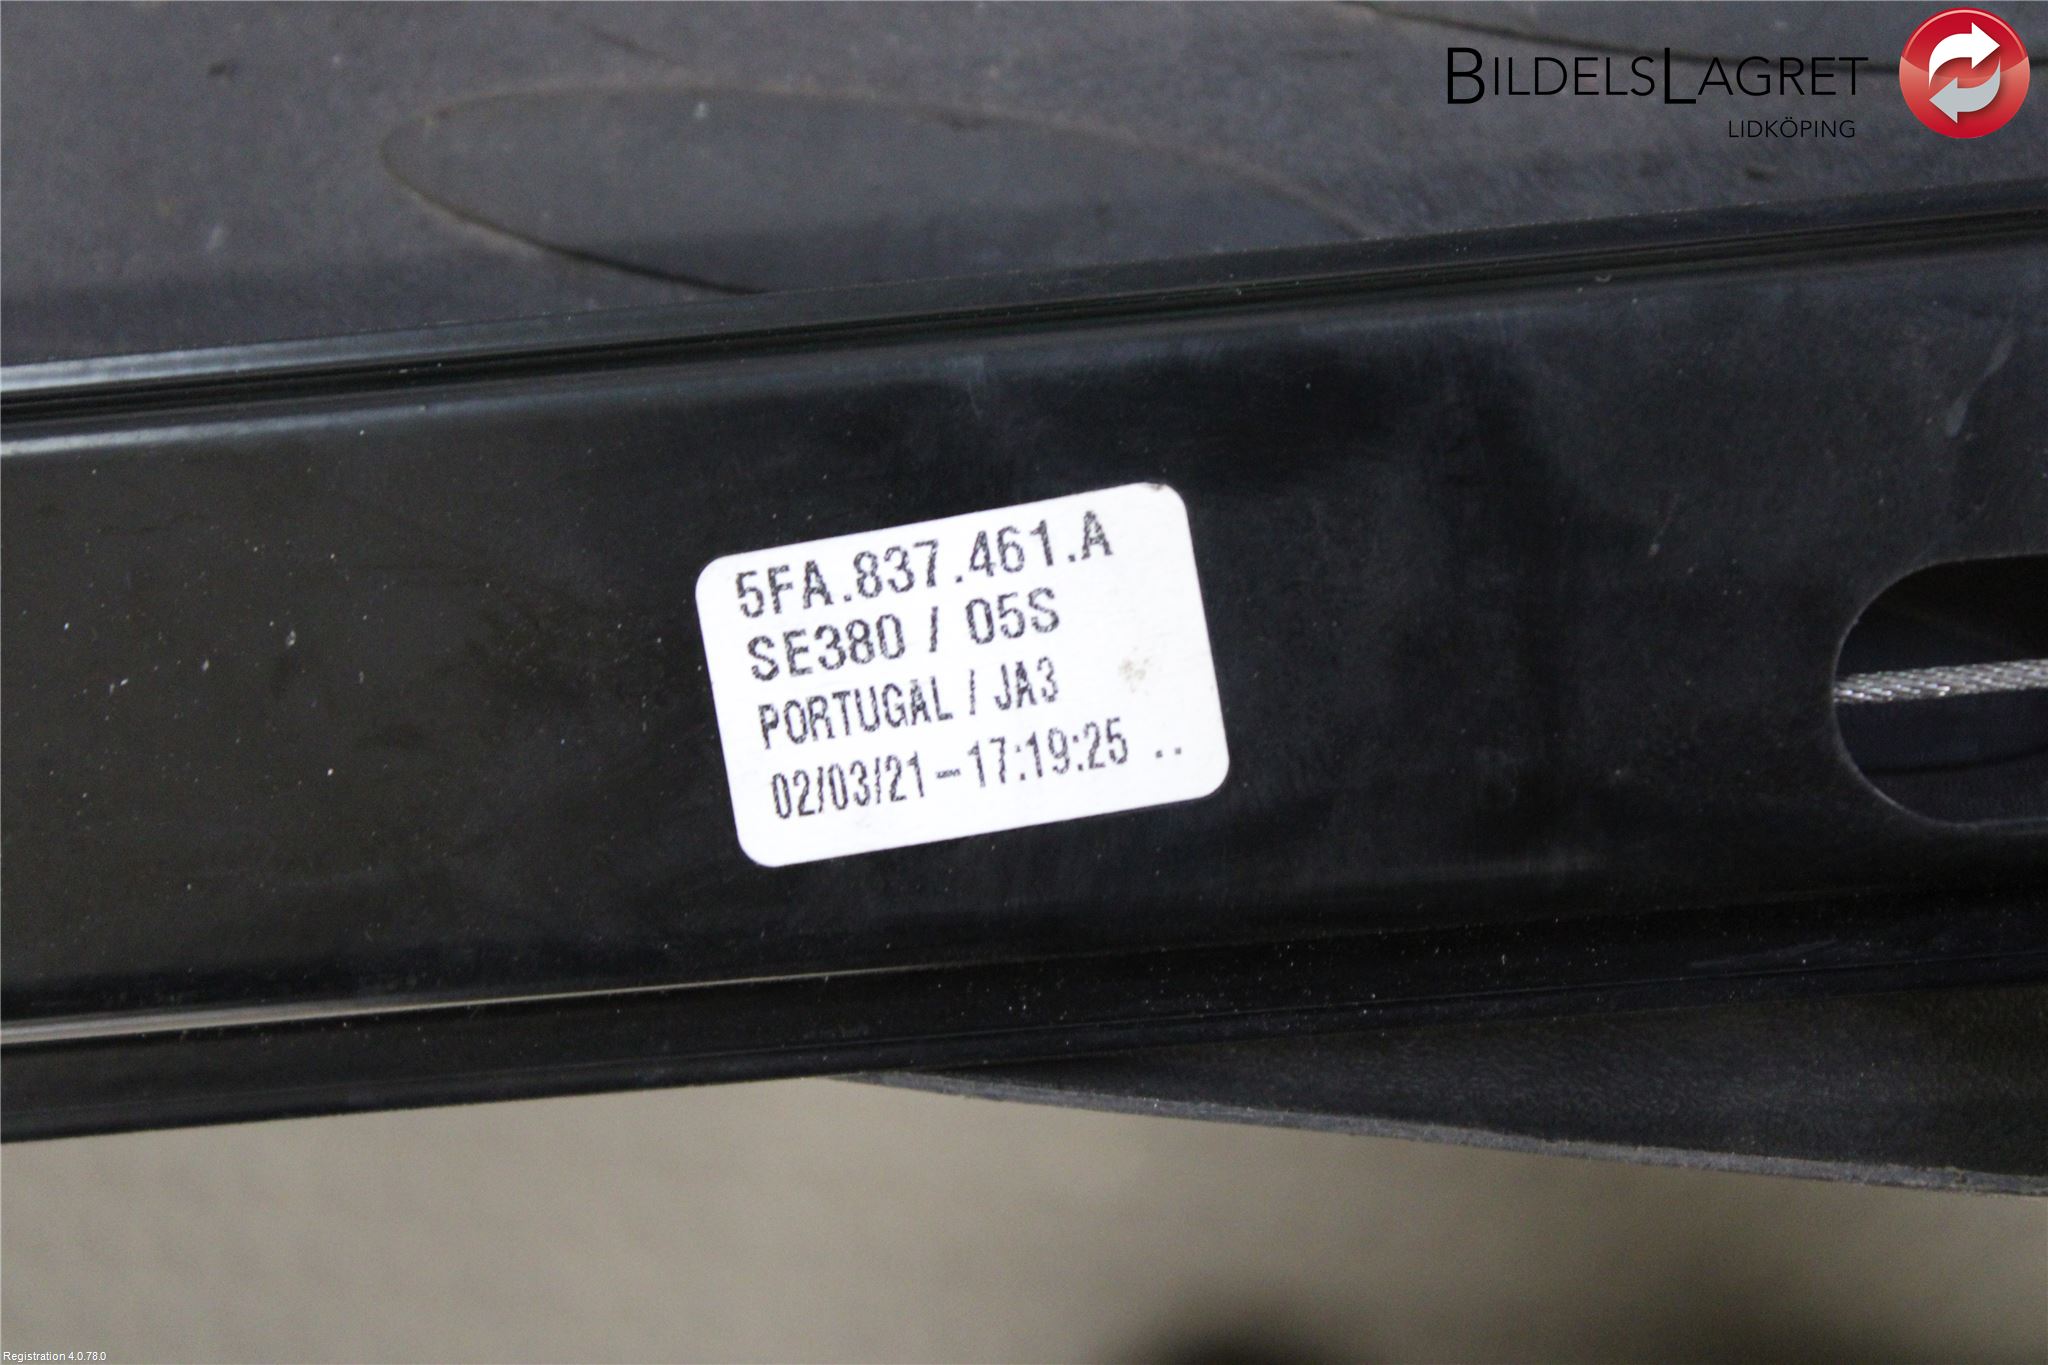 BILDELSLAGRET
LIDKÖPING
5FA.837.461.A
SE380 / 05S
PORTUGAL / JA3
02/03/21-17:19:25 ..
Registration 4.0.78.0